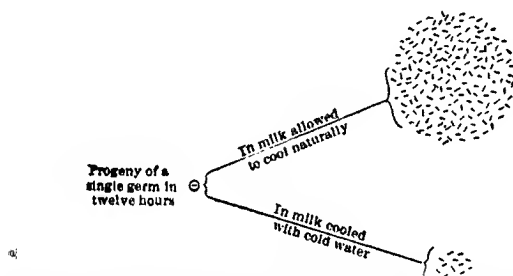 In milk allowed
to cool naturally
Progeny of a
single germ in
twelve hours
In milk cooled
with cold water